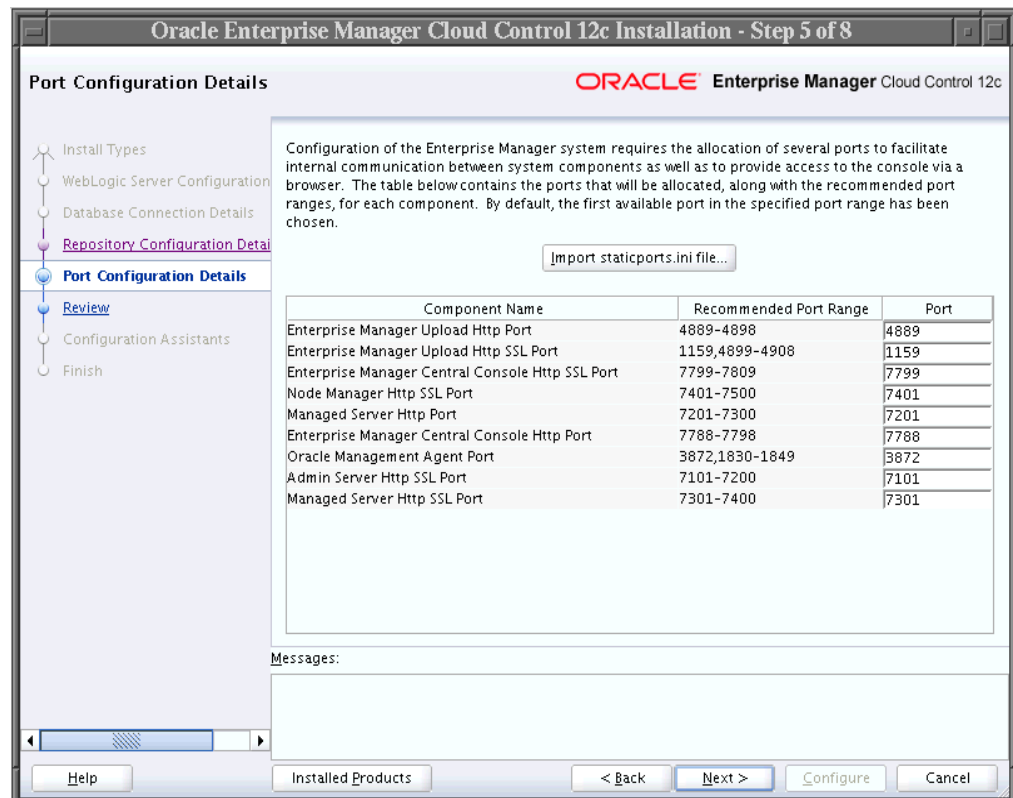 Oracle Enterprise Manager Cloud Control 12c Installation - Step 5 of 8
Port Configuration Details
ORACLE Enterprise Manager Cloud Control 12c
Install Types
WebLogic Server Configuration
Database Connection Details
Repository Configuration Detai
Port Configuration Details
Review
Configuration Assistants
Finish
Configuration of the Enterprise Manager system requires the allocation of several ports to facilitate
internal communication between system components as well as to provide access to the console via a
browser. The table below contains the ports that will be allocated, along with the recommended port
ranges, for each component. By default, the first available port in the specified port range has been
chosen.
Import staticports.ini file...
Component Name Recommended Port Range Port
Enterprise Manager Upload Http Port 4889-4898 4889
Enterprise Manager Upload Http SSL Port 1159,4899-4908 1159
Enterprise Manager Central Console Http SSL Port 7799-7809 7799
Node Manager Http SSL Port 7401-7500 7401
Managed Server Http Port 7201-7300 7201
Enterprise Manager Central Console Http Port 7788-7798 7788
Oracle Management Agent Port 3872,1830-1849 3872
Admin Server Http SSL Port 7101-7200 7101
Managed Server Http SSL Port 7301-7400 7301
Messages:
Help Installed Products < Back Next > Configure Cancel